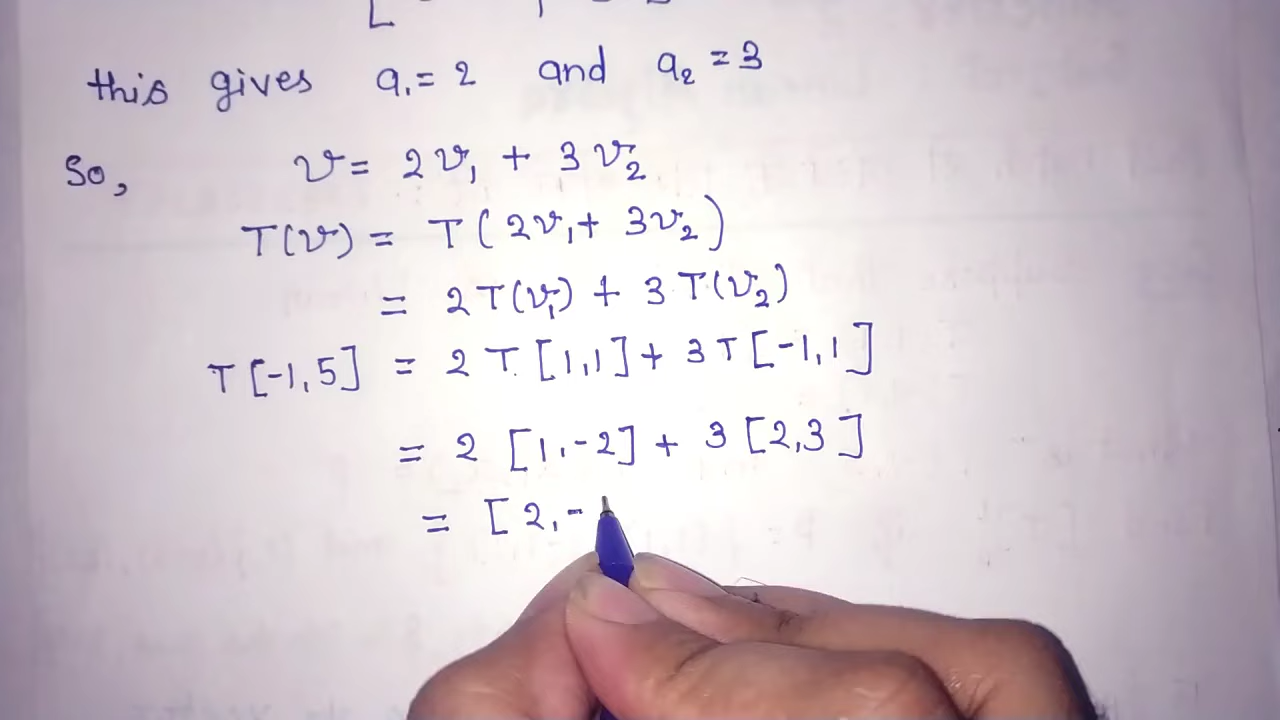 this gives a₁ = 2 and a₂ = 3
So, v = 2v₁ + 3v₂
T(v) = T(2v₁ + 3v₂)
= 2T(v₁) + 3T(v₂)
T[-1,5] = 2T.[1,1] + 3T[-1,1]
= 2[1,-2] + 3[2,3]
= [2,-